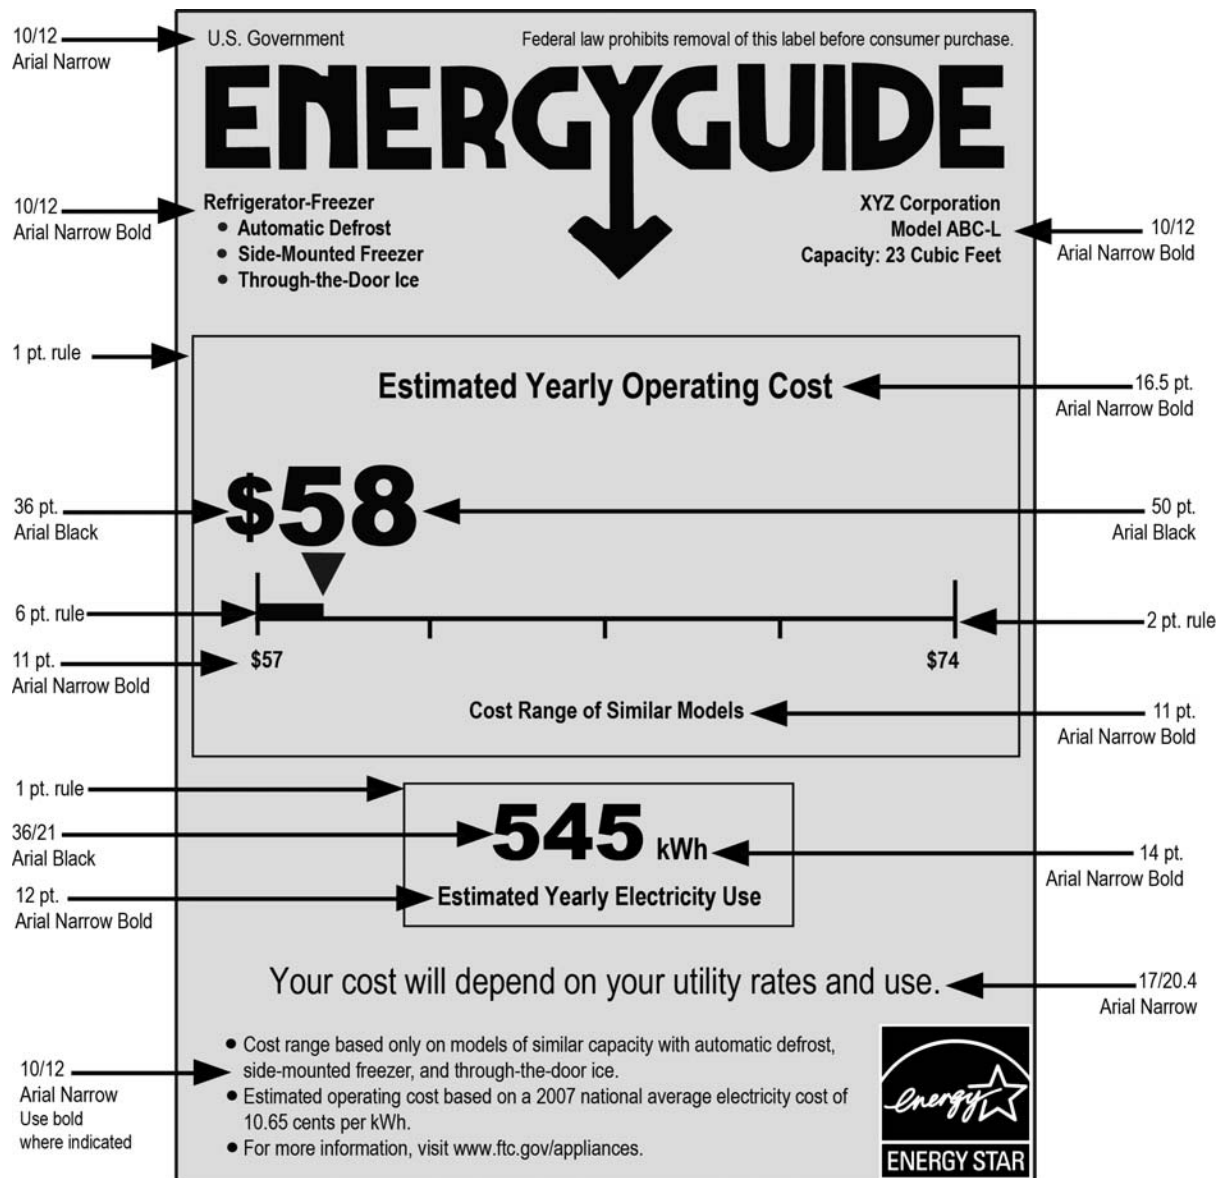 10/12
Arial Narrow
U.S. Government
Federal law prohibits removal of this label before consumer purchase.
ENERGYGUIDE
10/12
Arial Narrow Bold
Refrigerator-Freezer
• Automatic Defrost
• Side-Mounted Freezer
• Through-the-Door Ice
XYZ Corporation
Model ABC-L
Capacity: 23 Cubic Feet
10/12
Arial Narrow Bold
1 pt. rule
Estimated Yearly Operating Cost
16.5 pt.
Arial Narrow Bold
36 pt.
Arial Black
$58
50 pt.
Arial Black
6 pt. rule
2 pt. rule
11 pt.
Arial Narrow Bold
$57
$74
Cost Range of Similar Models
11 pt.
Arial Narrow Bold
1 pt. rule
36/21
Arial Black
545 kWh
14 pt.
Arial Narrow Bold
12 pt.
Arial Narrow Bold
Estimated Yearly Electricity Use
Your cost will depend on your utility rates and use.
17/20.4
Arial Narrow
10/12
Arial Narrow
Use bold
where indicated
• Cost range based only on models of similar capacity with automatic defrost,
side-mounted freezer, and through-the-door ice.
• Estimated operating cost based on a 2007 national average electricity cost of
10.65 cents per kWh.
• For more information, visit www.ftc.gov/appliances.
energy
ENERGY STAR